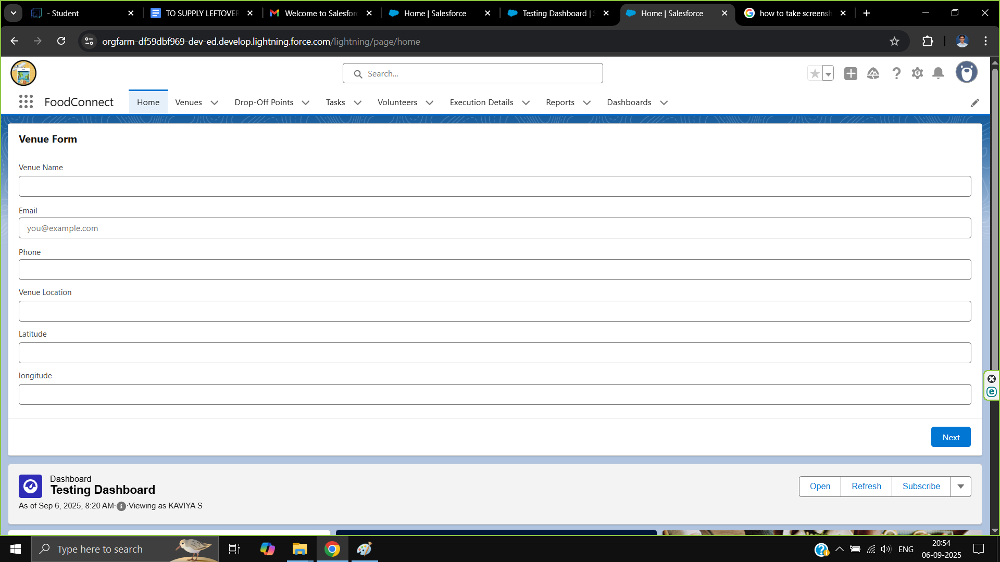 - Student
TO SUPPLY LEFTOVER
Welcome to Salesforc
Home | Salesforce
Testing Dashboard |
Home | Salesforce
how to take screensh
orgfarm-df59dbf969-dev-ed.develop.lightning.force.com/lightning/page/home
Search...
FoodConnect
Home
Venues
Drop-Off Points
Tasks
Volunteers
Execution Details
Reports
Dashboards
Venue Form
Venue Name
Email
you@example.com
Phone
Venue Location
Latitude
longitude
Next
Dashboard
Testing Dashboard
As of Sep 6, 2025, 8:20 AM·Viewing as KAVIYA S
Open
Refresh
Subscribe
Type here to search
ENG
20:54
06-09-2025